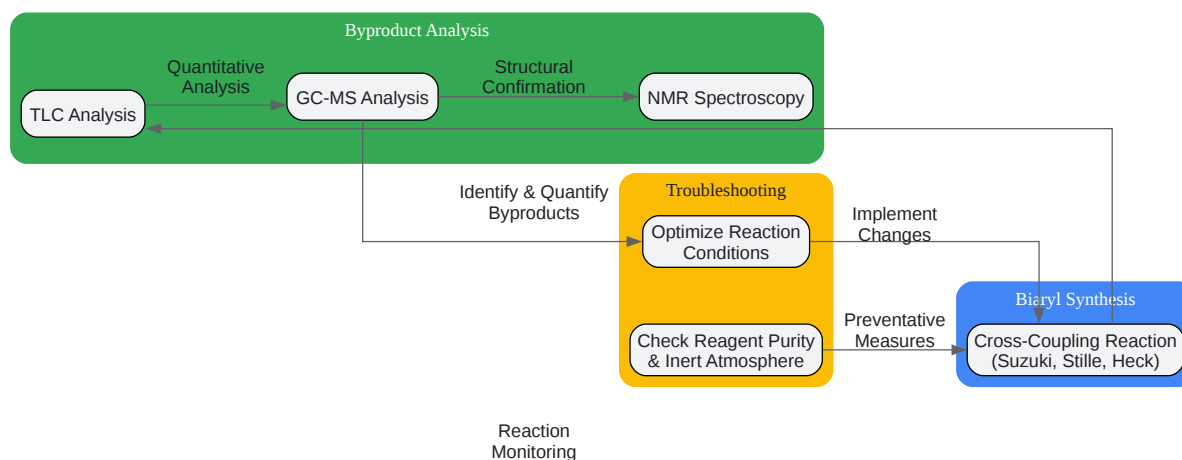 Byproduct Analysis
Quantitative
Analysis
Structural
Confirmation
TLC Analysis
GC-MS Analysis
NMR Spectroscopy
Identify & Quantify
Byproducts
Troubleshooting
Optimize Reaction
Conditions
Implement
Changes
Biaryl Synthesis
Check Reagent Purity
& Inert Atmosphere
Preventative
Measures
Cross-Coupling Reaction
(Suzuki, Stille, Heck)
Reaction
Monitoring